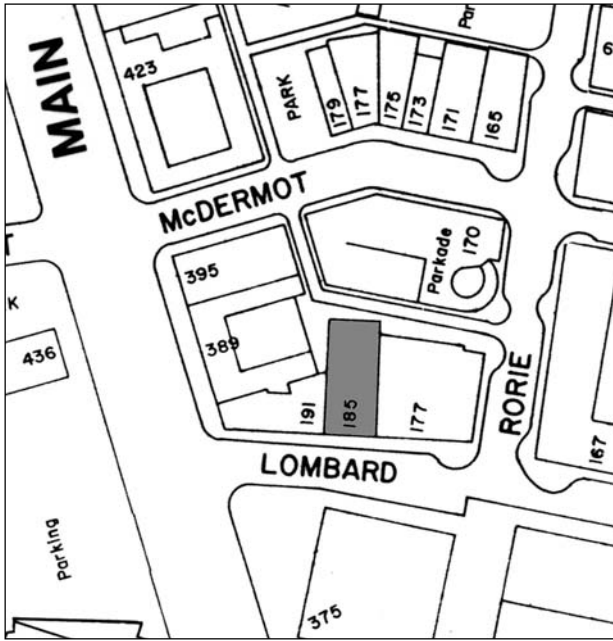 MAIN
423
PARK
179
177
175
173
171
165
McDERMOT
Parkade
170
395
K
389
436
191
185
177
RORIE
LOMBARD
167
Parking
375